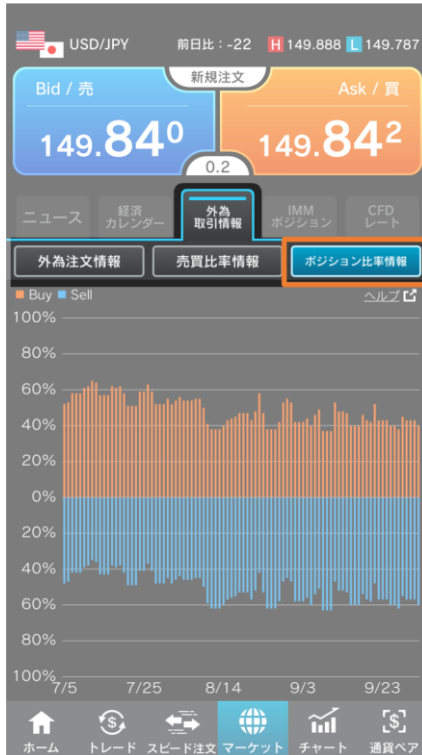 USD/JPY 前日比：-22 H 149.888 L 149.787
新規注文
Bid / 売 Ask / 買
149.840 149.842
0.2
ニュース 経済カレンダー 外為取引情報 IMMポジション CFDレート
外為注文情報 売買比率情報 ポジション比率情報
Buy Sell ヘルプ
100%
80%
60%
40%
20%
0%
20%
40%
60%
80%
100%
7/5 7/25 8/14 9/3 9/23
ホーム トレード スピード注文 マーケット チャート 通貨ペア